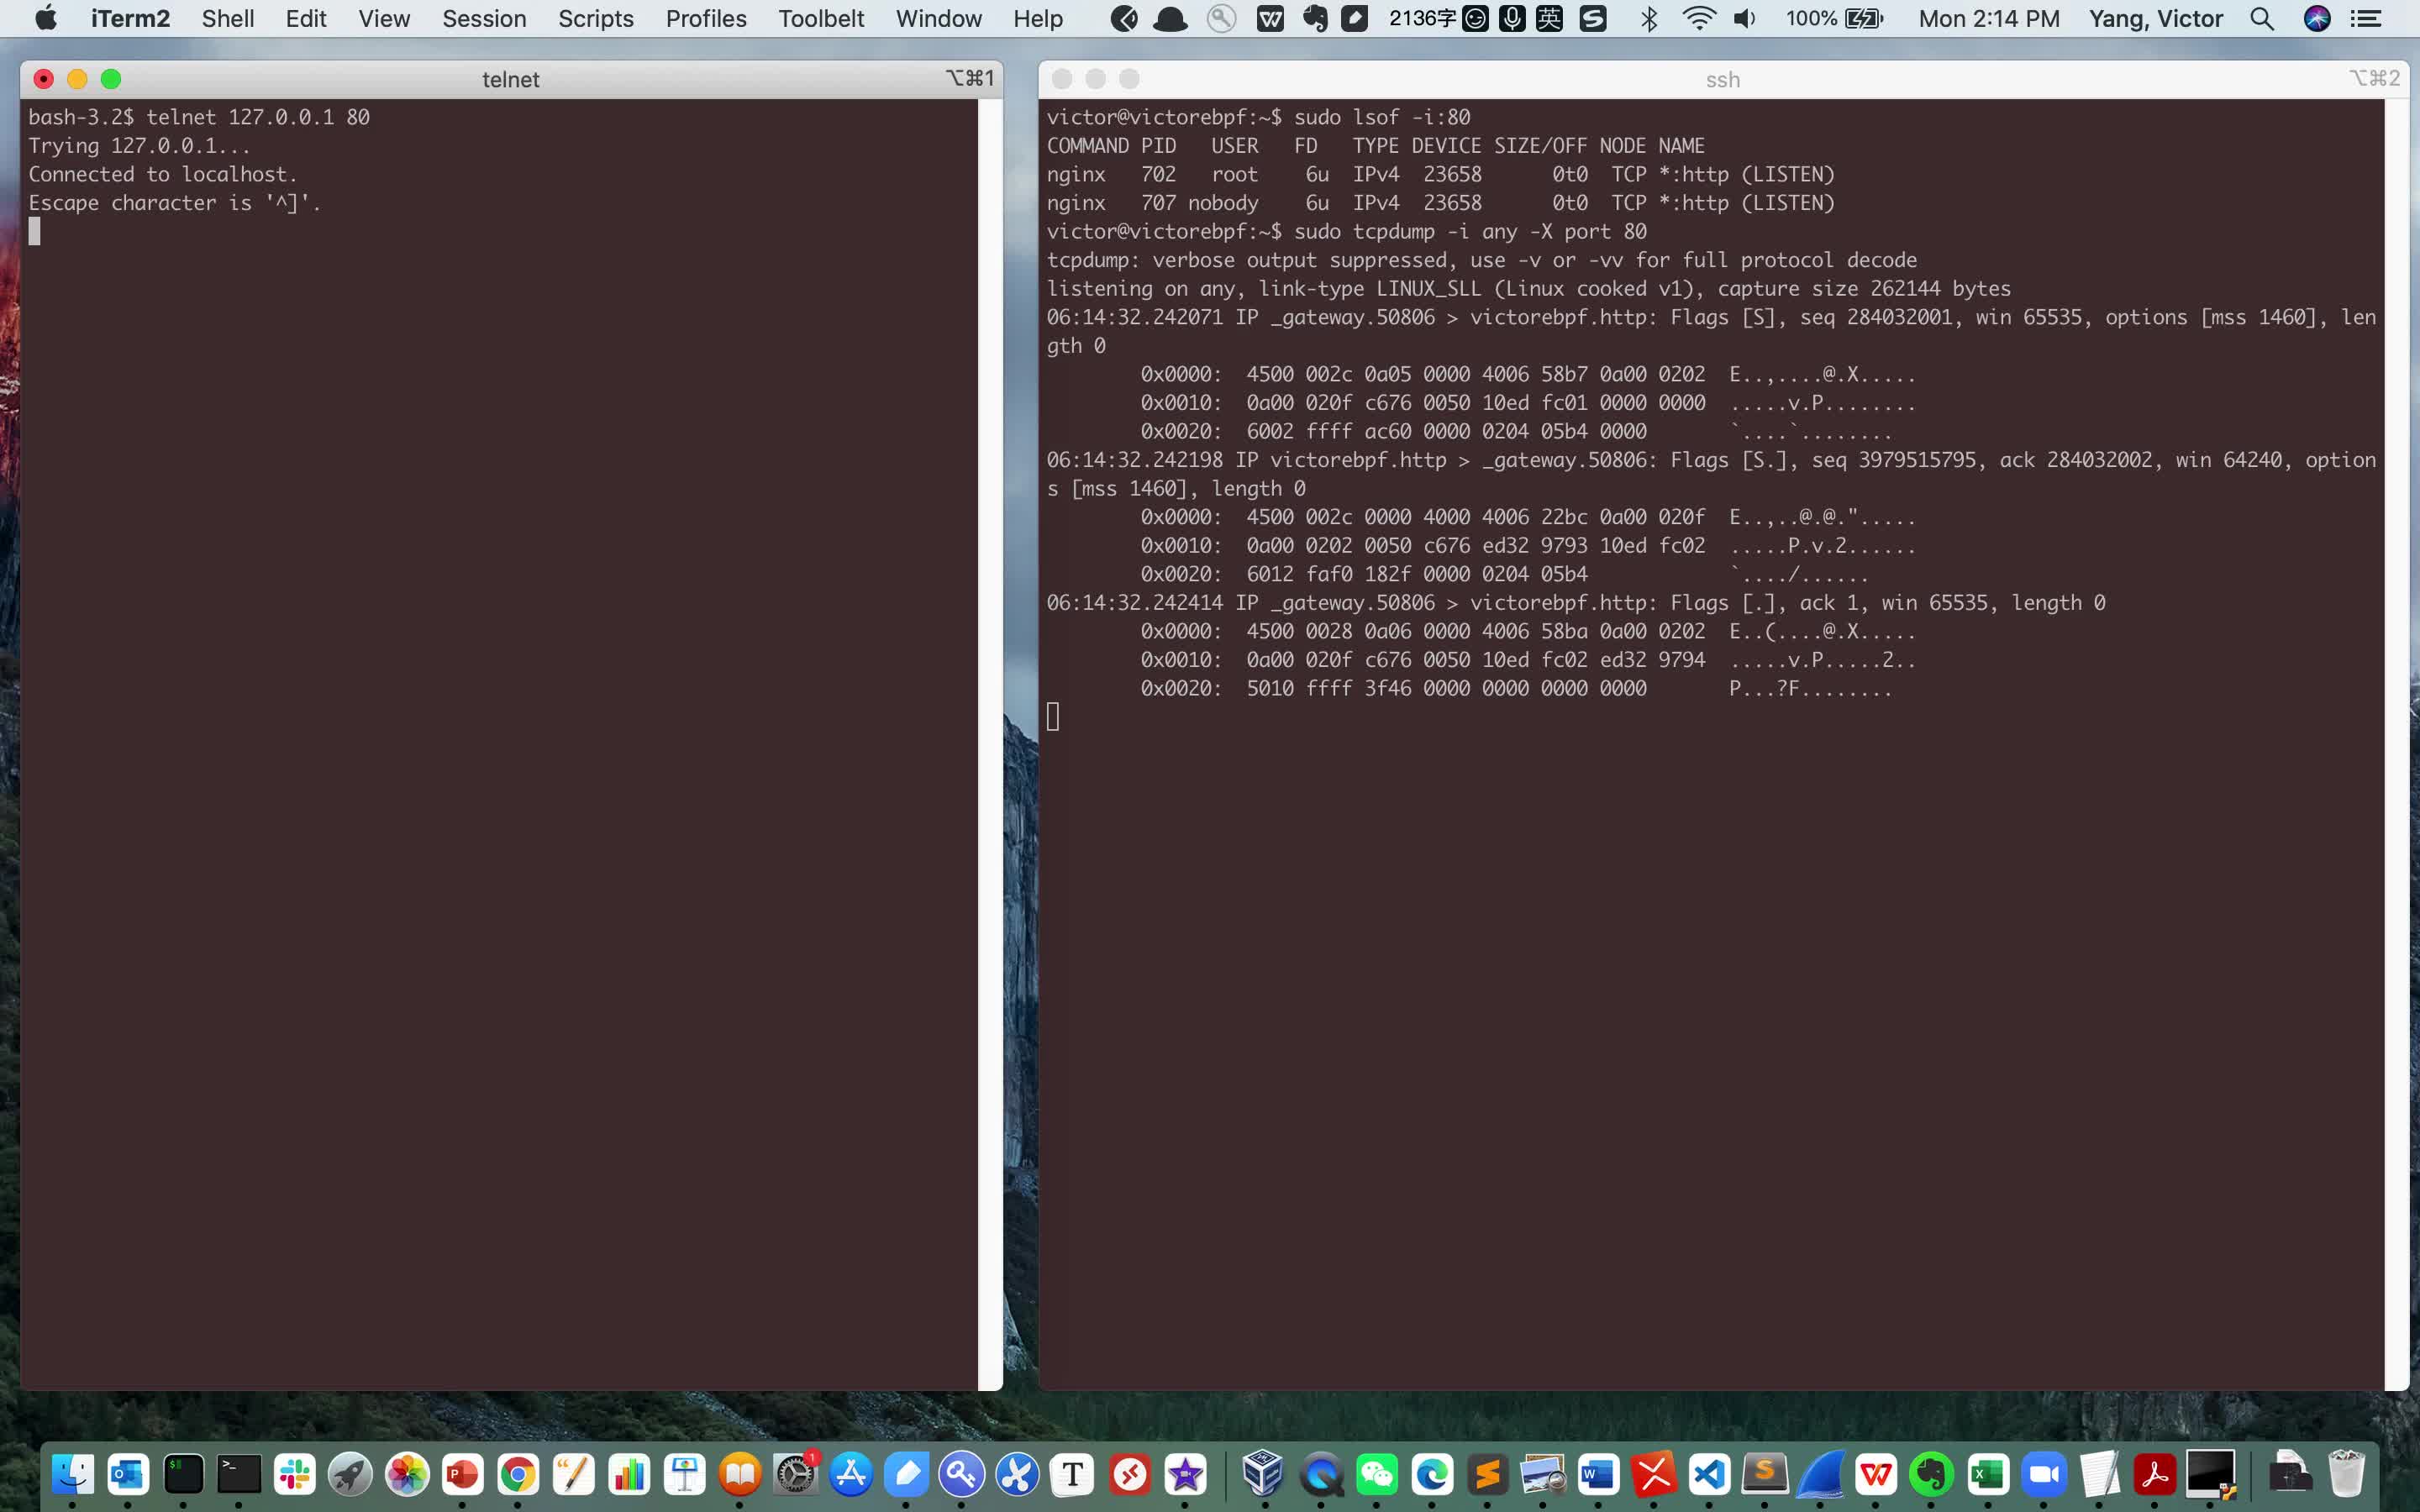 iTerm2 Shell Edit View Session Scripts Profiles Toolbelt Window Help 2136字 英 100% Mon 2:14 PM Yang, Victor
telnet ⌥⌘1
bash-3.2$ telnet 127.0.0.1 80
Trying 127.0.0.1...
Connected to localhost.
Escape character is '^]'.
ssh ⌥⌘2
victor@victorebpf:~$ sudo lsof -i:80
COMMAND PID   USER   FD   TYPE DEVICE SIZE/OFF NODE NAME
nginx   702   root    6u  IPv4  23658      0t0  TCP *:http (LISTEN)
nginx   707 nobody    6u  IPv4  23658      0t0  TCP *:http (LISTEN)
victor@victorebpf:~$ sudo tcpdump -i any -X port 80
tcpdump: verbose output suppressed, use -v or -vv for full protocol decode
listening on any, link-type LINUX_SLL (Linux cooked v1), capture size 262144 bytes
06:14:32.242071 IP _gateway.50806 > victorebpf.http: Flags [S], seq 284032001, win 65535, options [mss 1460], len
gth 0
0x0000:  4500 002c 0a05 0000 4006 58b7 0a00 0202  E..,....@.X.....
0x0010:  0a00 020f c676 0050 10ed fc01 0000 0000  .....v.P........
0x0020:  6002 ffff ac60 0000 0204 05b4 0000       `....`........
06:14:32.242198 IP victorebpf.http > _gateway.50806: Flags [S.], seq 3979515795, ack 284032002, win 64240, option
s [mss 1460], length 0
0x0000:  4500 002c 0000 4000 4006 22bc 0a00 020f  E..,..@.@.".....
0x0010:  0a00 0202 0050 c676 ed32 9793 10ed fc02  .....P.v.2......
0x0020:  6012 faf0 182f 0000 0204 05b4            `..../......
06:14:32.242414 IP _gateway.50806 > victorebpf.http: Flags [.], ack 1, win 65535, length 0
0x0000:  4500 0028 0a06 0000 4006 58ba 0a00 0202  E..(....@.X.....
0x0010:  0a00 020f c676 0050 10ed fc02 ed32 9794  .....v.P.....2..
0x0020:  5010 ffff 3f46 0000 0000 0000 0000       P...?F........